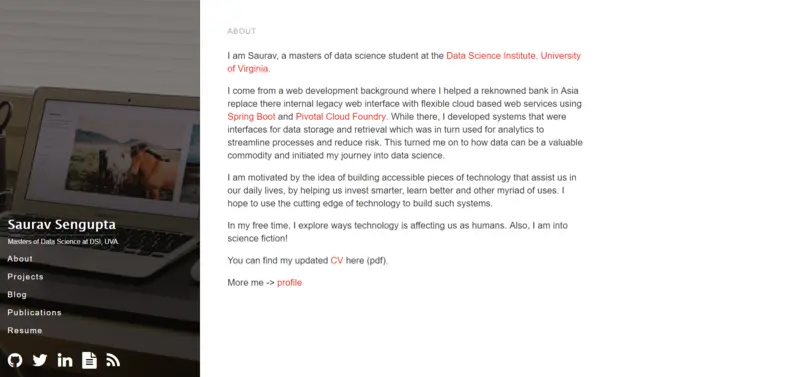 ABOUT
I am Saurav, a masters of data science student at the Data Science Institute, University
of Virginia.
I come from a web development background where I helped a reknowned bank in Asia
replace there internal legacy web interface with flexible cloud based web services using
Spring Boot and Pivotal Cloud Foundry. While there, I developed systems that were
interfaces for data storage and retrieval which was in turn used for analytics to
streamline processes and reduce risk. This turned me on to how data can be a valuable
commodity and initiated my journey into data science.
I am motivated by the idea of building accessible pieces of technology that assist us in
our daily lives, by helping us invest smarter, learn better and other myriad of uses. I
hope to use the cutting edge of technology to build such systems.
In my free time, I explore ways technology is affecting us as humans. Also, I am into
science fiction!
You can find my updated CV here (pdf).
More me -> profile
Saurav Sengupta
Masters of Data Science at DSI, UVA
About
Projects
Blog
Publications
Resume